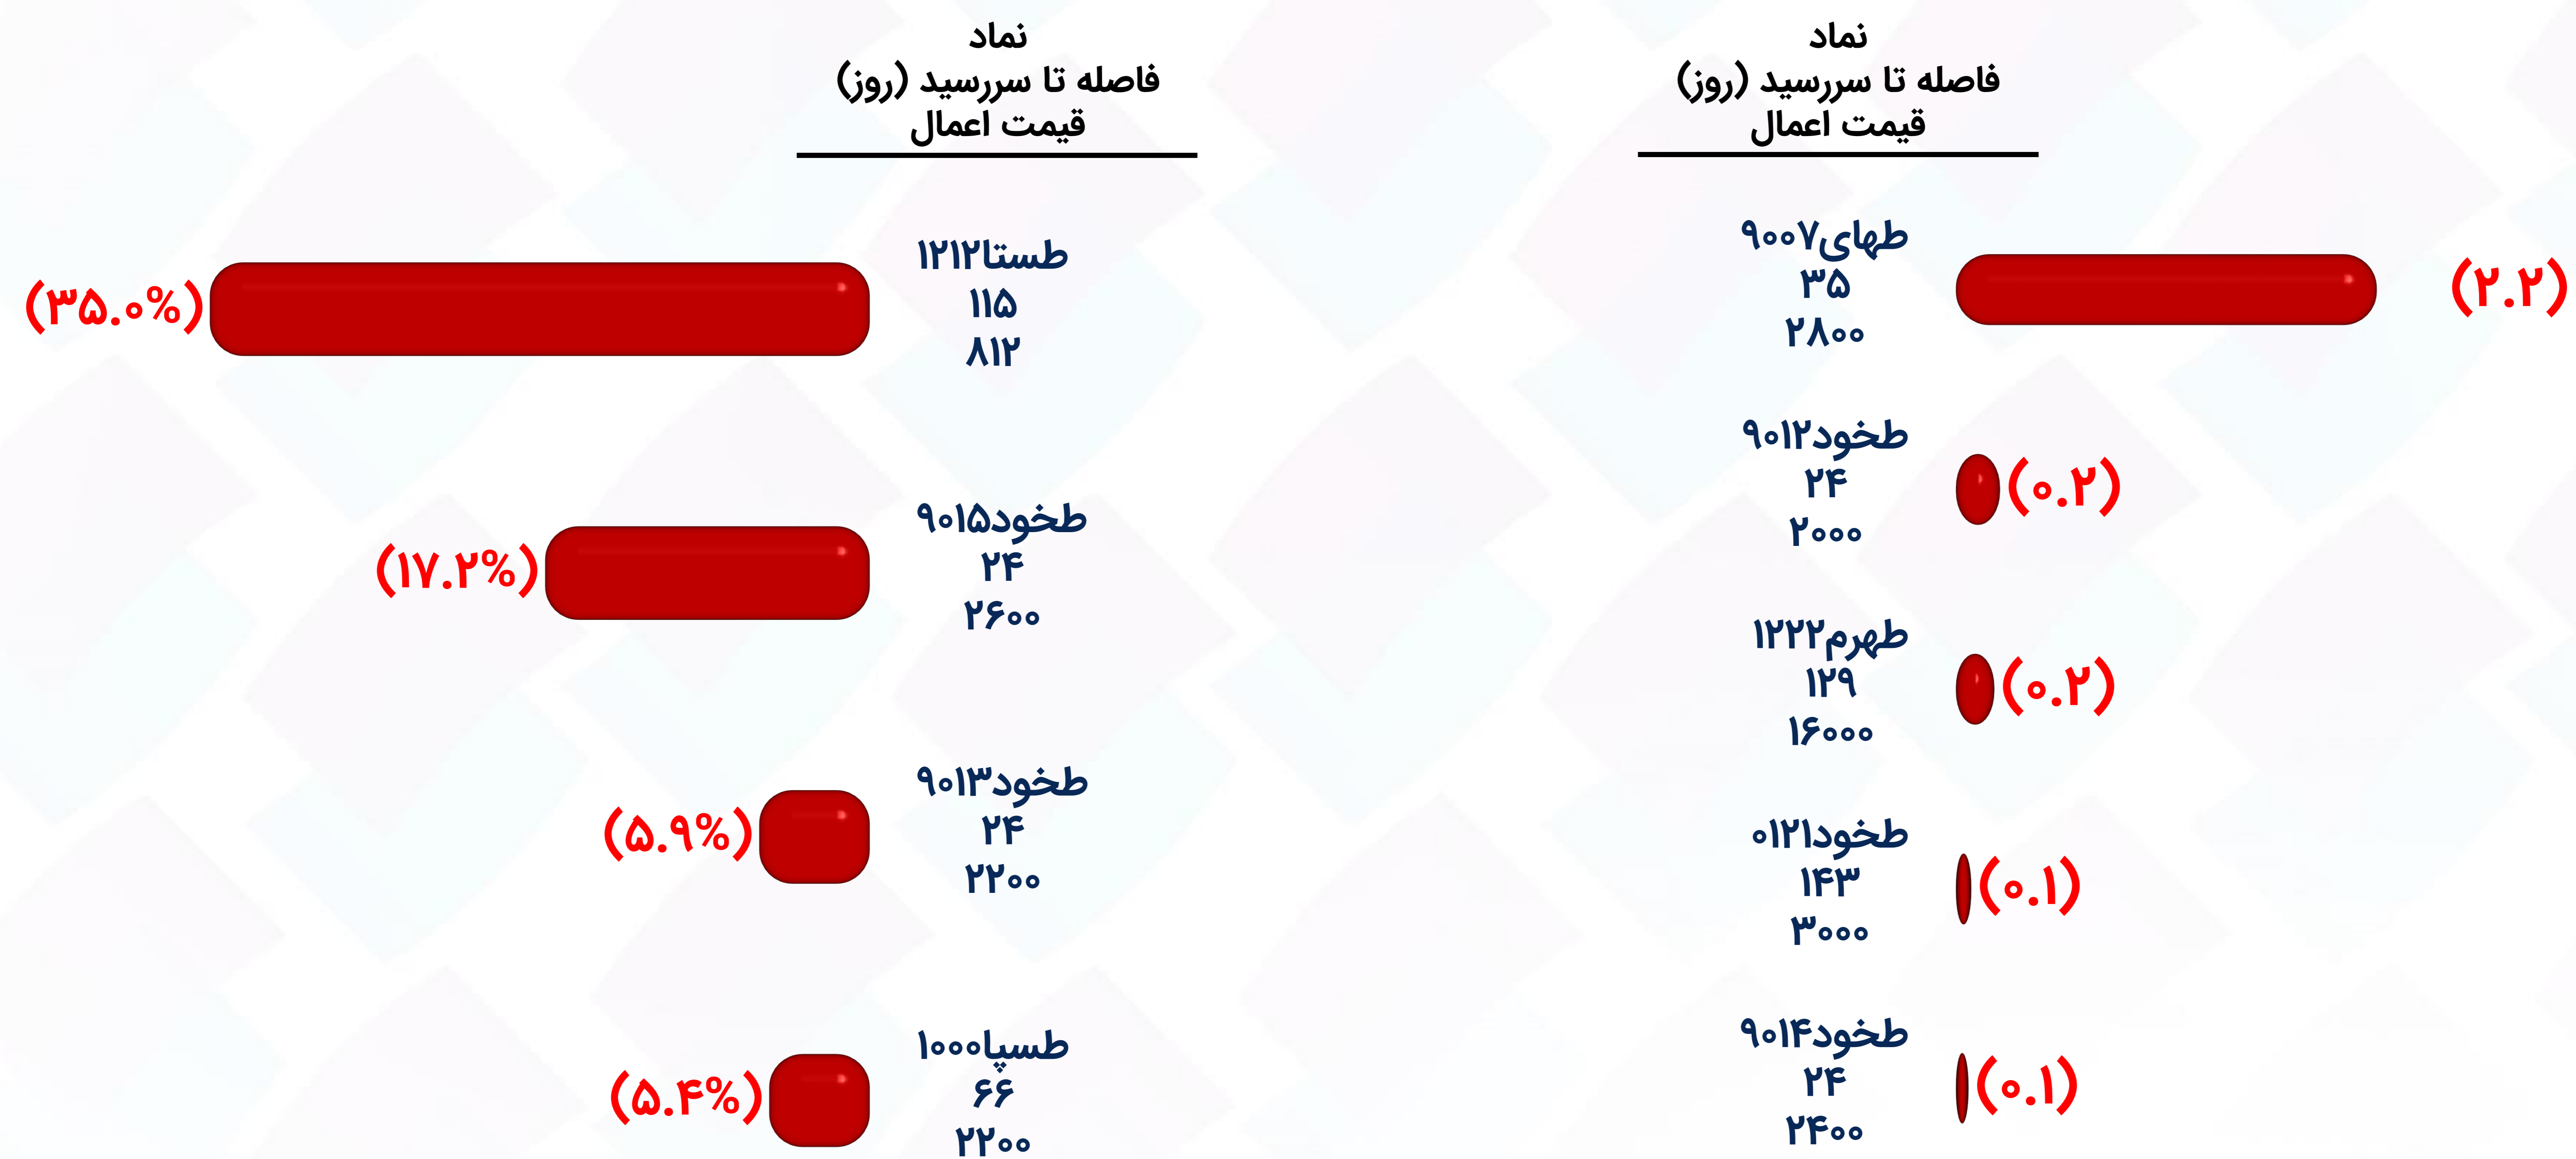 نماد
فاصله تا سررسید (روز)
قیمت اعمال
طهای۹۰۰۷
۳۵
۲۸۰۰
(۲.۲)
طخود۹۰۱۲
۲۴
۲۰۰۰
(۰.۲)
طهرم۱۲۲۲
۱۲۹
۱۶۰۰۰
(۰.۲)
طخود۰۱۲۱
۱۴۳
۳۰۰۰
(۰.۱)
طخود۹۰۱۴
۲۴
۲۴۰۰
(۰.۱)
نماد
فاصله تا سررسید (روز)
قیمت اعمال
طستا۱۲۱۲
۱۱۵
۸۱۲
(۳۵.۰%)
طخود۹۰۱۵
۲۴
۲۶۰۰
(۱۷.۲%)
طخود۹۰۱۳
۲۴
۲۲۰۰
(۵.۹%)
طسپا۱۰۰۰
۶۶
۲۲۰۰
(۵.۴%)